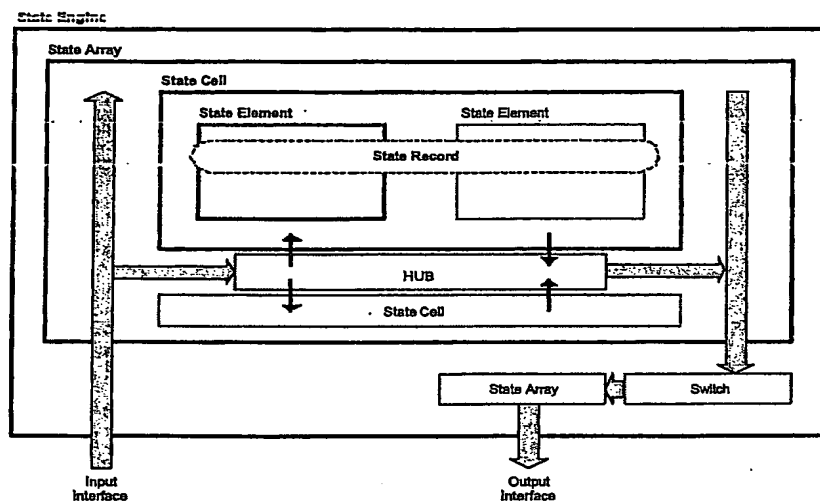 State Engine
State Array
State Cell
State Element
State Element
State Record
HUB
State Cell
State Array
Switch
Input
Interface
Output
Interface